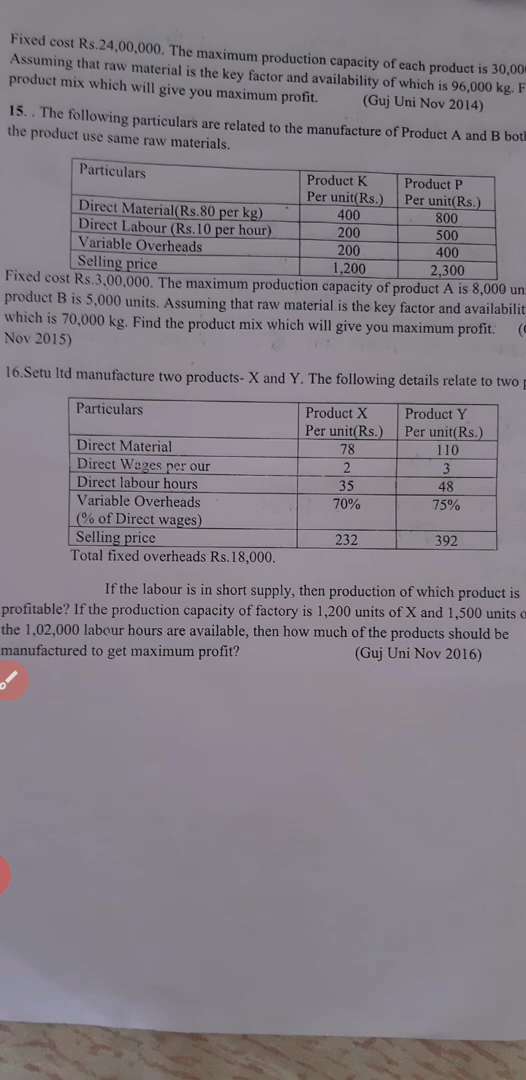 Fixed cost Rs.24,00,000. The maximum production capacity of each product is 30,00
Assuming that raw material is the key factor and availability of which is 96,000 kg. F
product mix which will give you maximum profit. (Guj Uni Nov 2014)
15. . The following particulars are related to the manufacture of Product A and B both
the product use same raw materials.
Particulars Product K Per unit(Rs.) Product P Per unit(Rs.)
Direct Material(Rs.80 per kg) 400 800
Direct Labour (Rs.10 per hour) 200 500
Variable Overheads 200 400
Selling price 1,200 2,300
Fixed cost Rs.3,00,000. The maximum production capacity of product A is 8,000 un
product B is 5,000 units. Assuming that raw material is the key factor and availabilit
which is 70,000 kg. Find the product mix which will give you maximum profit. (
Nov 2015)
16.Setu ltd manufacture two products- X and Y. The following details relate to two
Particulars Product X Per unit(Rs.) Product Y Per unit(Rs.)
Direct Material 78 110
Direct Wages per our 2 3
Direct labour hours 35 48
Variable Overheads 70% 75%
(% of Direct wages)
Selling price 232 392
Total fixed overheads Rs.18,000.
If the labour is in short supply, then production of which product is
profitable? If the production capacity of factory is 1,200 units of X and 1,500 units
the 1,02,000 labour hours are available, then how much of the products should be
manufactured to get maximum profit? (Guj Uni Nov 2016)